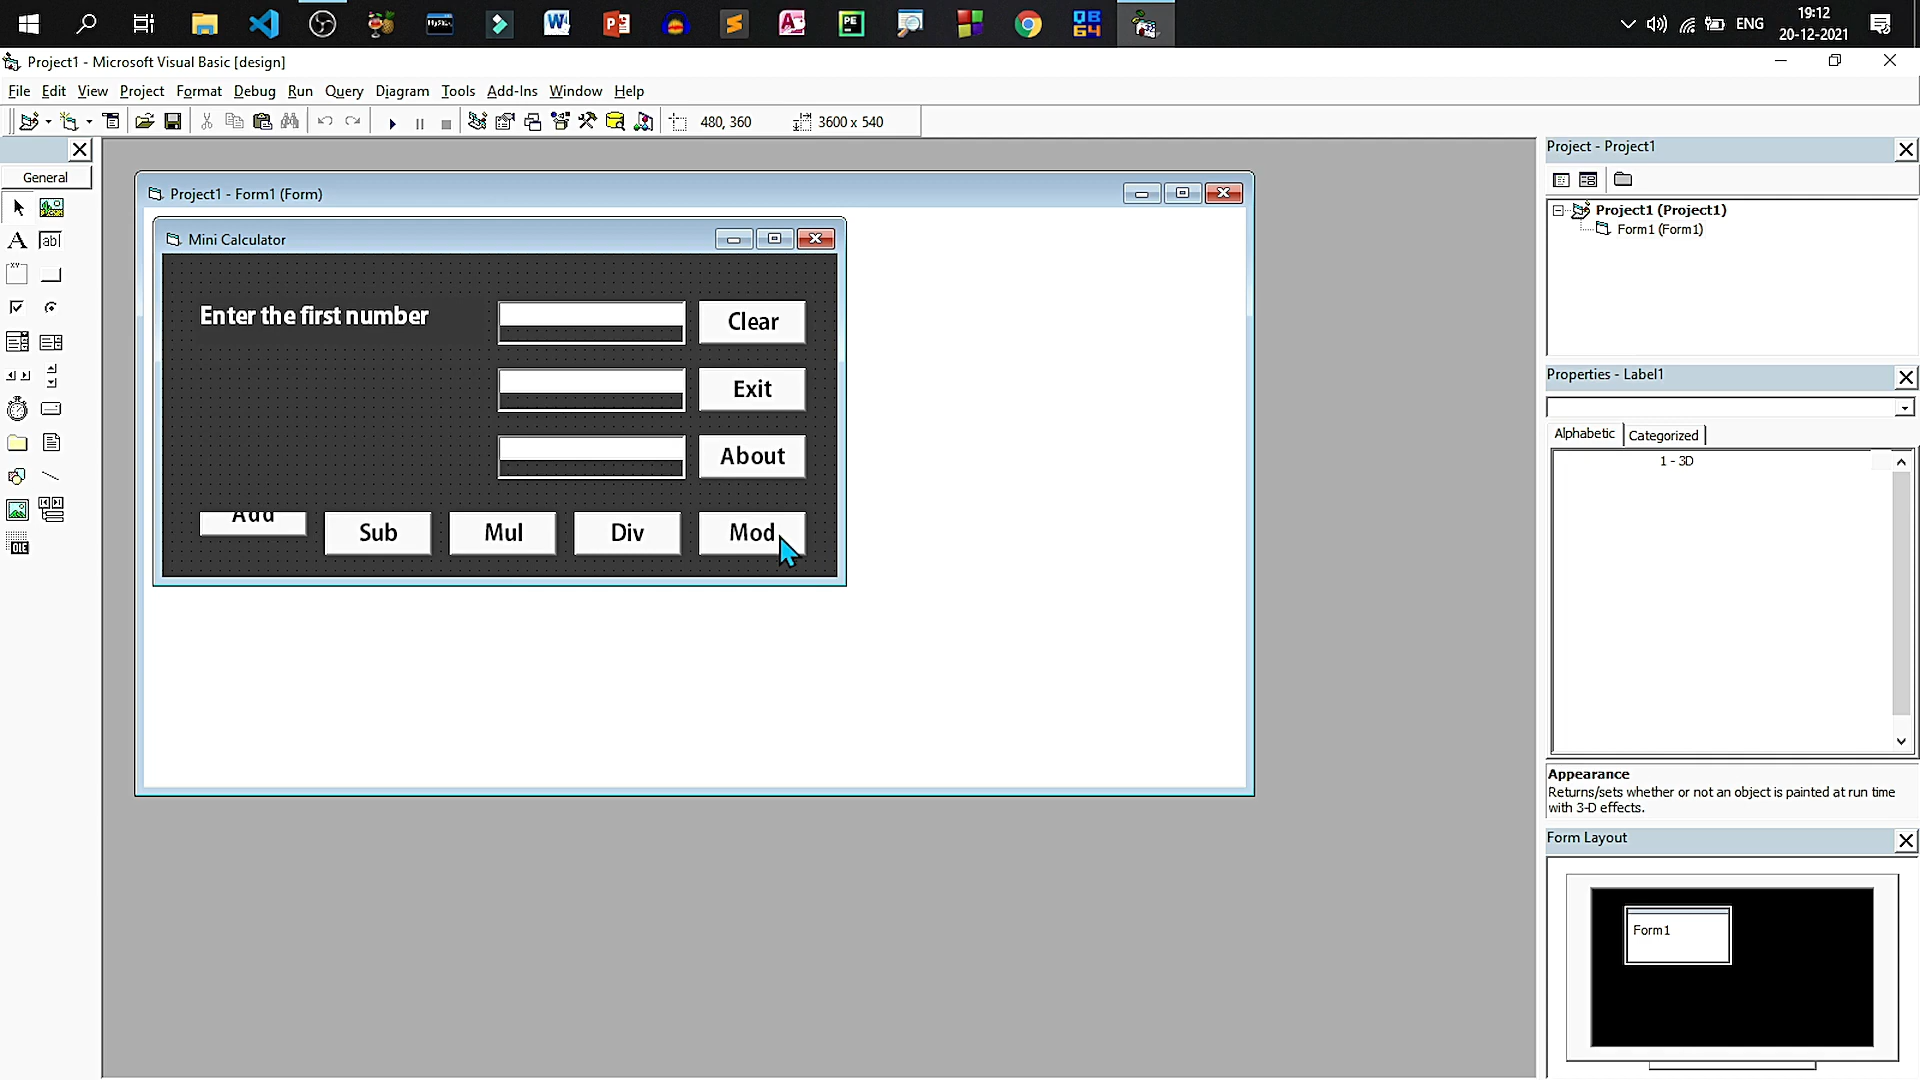 ENG
19:12
20-12-2021
Project1 - Microsoft Visual Basic [design]
File Edit View Project Format Debug Run Query Diagram Tools Add-Ins Window Help
480, 360
3600 x 540
General
Project1 - Form1 (Form)
Mini Calculator
Enter the first number
Clear
Exit
About
Add
Sub
Mul
Div
Mod
Project - Project1
Project1 (Project1)
Form1 (Form1)
Properties - Label1
Alphabetic
Categorized
1 - 3D
Appearance
Returns/sets whether or not an object is painted at run time
with 3-D effects.
Form Layout
Form1